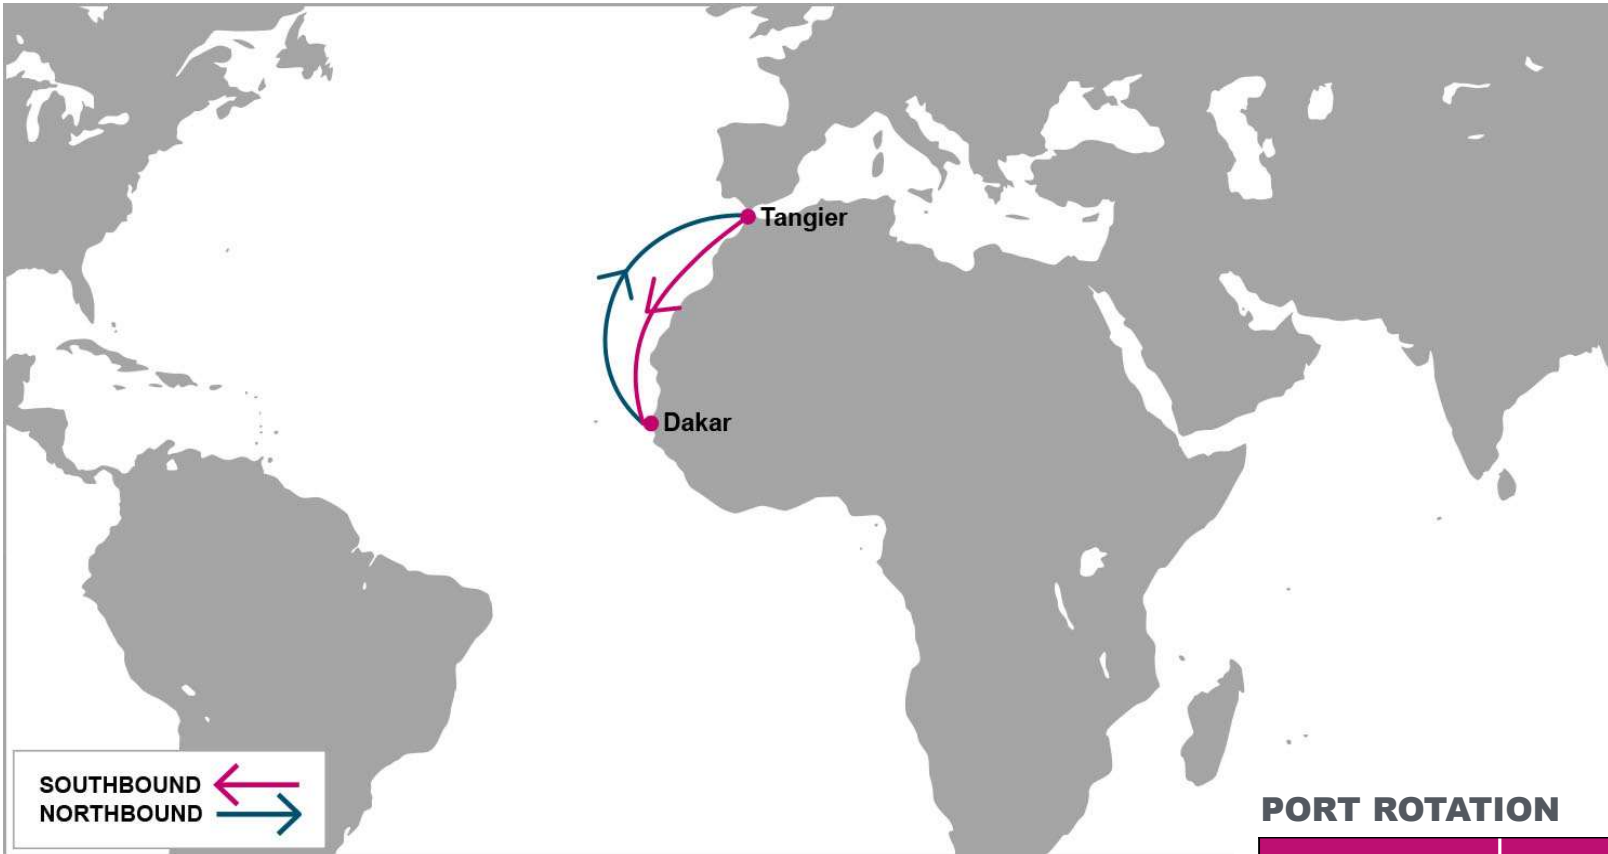 Tangier
Dakar
SOUTHBOUND
NORTHBOUND
PORT ROTATION